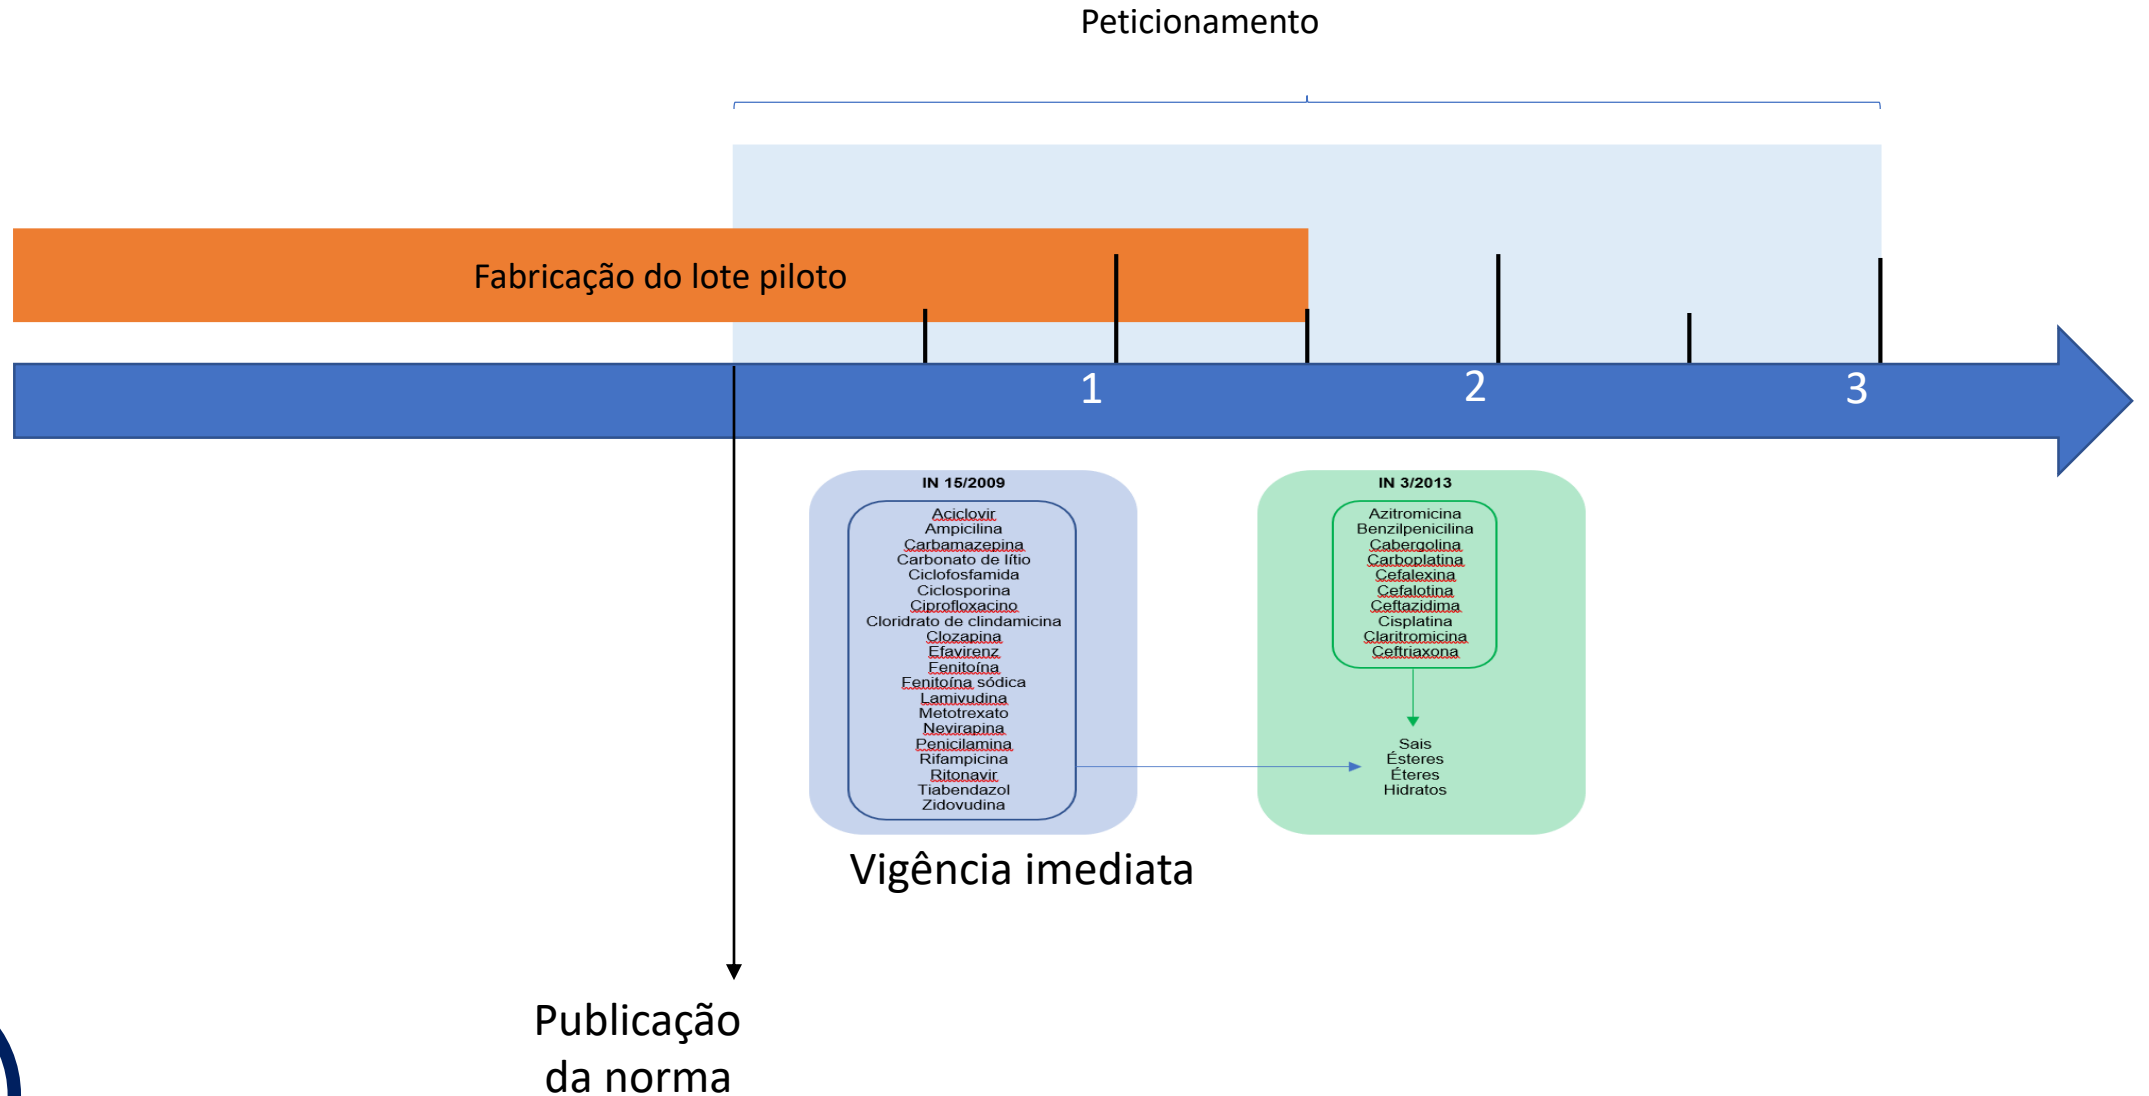 Peticionamento
Fabricação do lote piloto
1
2
3
IN 15/2009
Aciclovir
Ampicilina
Carbamazepina
Carbonato de lítio
Ciclofosfamida
Ciclosporina
Ciprofloxacino
Cloridrato de clindamicina
Clozapina
Efavirenz
Fenitoína
Fenitoína sódica
Lamivudina
Metotrexato
Nevirapina
Penicilamina
Rifampicina
Ritonavir
Tiabendazol
Zidovudina
IN 3/2013
Azitromicina
Benzilpenicilina
Cabergolina
Carboplatina
Cefalexina
Cefalotina
Ceftazidima
Cisplatina
Claritromicina
Ceftriaxona
Sais
Ésteres
Éteres
Hidratos
Vigência imediata
Publicação
da norma